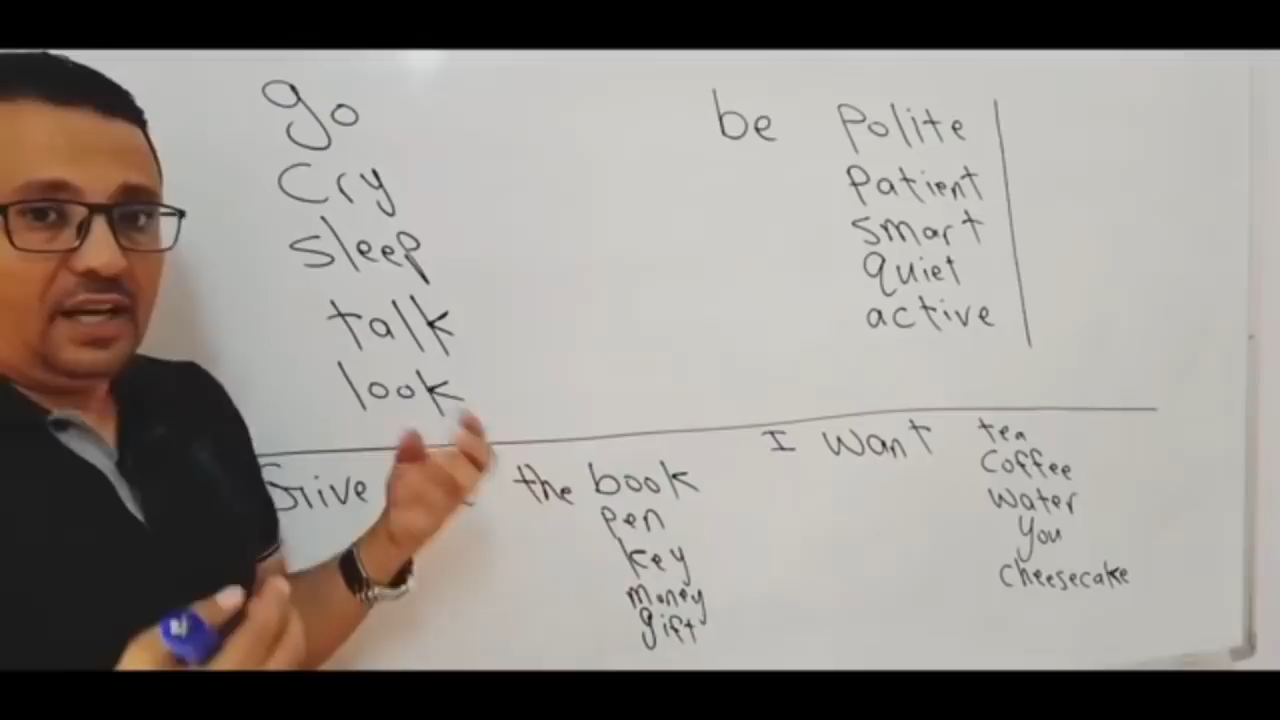 go
Cry
Sleep
talk
look
be polite
patient
smart
quiet
active
Give the book
pen
key
money
gift
I want tea
Coffee
water
You
Cheesecake